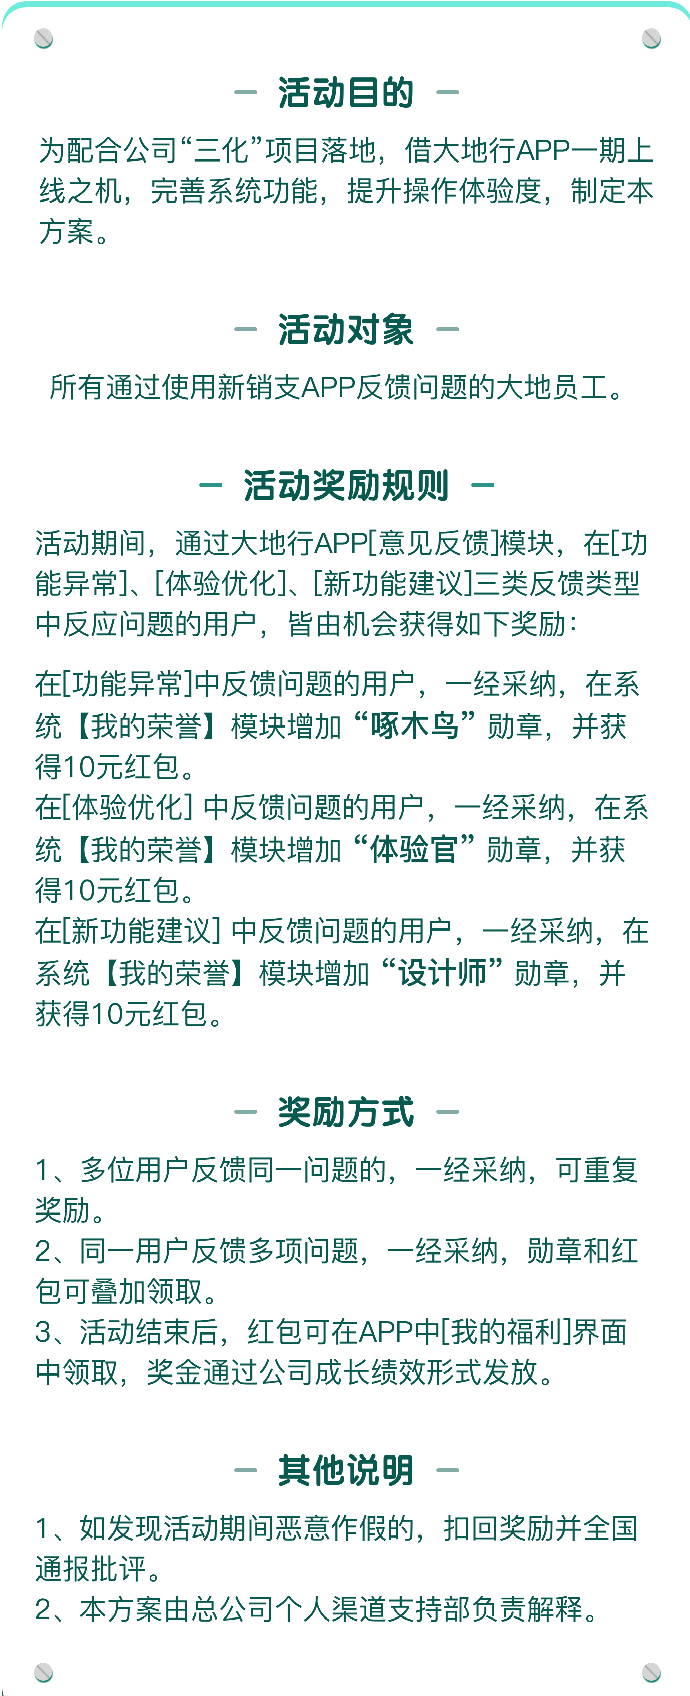 活动目的
为配合公司“三化”项目落地，借大地行APP一期上
线之机，完善系统功能，提升操作体验度，制定本
方案。
活动对象
所有通过使用新销支APP反馈问题的大地员工。
活动奖励规则
活动期间，通过大地行APP[意见反馈]模块，在[功
能异常]、[体验优化]、[新功能建议]三类反馈类型
中反应问题的用户，皆由机会获得如下奖励：
在[功能异常]中反馈问题的用户，一经采纳，在系
统【我的荣誉】模块增加“啄木鸟”勋章，并获
得10元红包。
在[体验优化] 中反馈问题的用户，一经采纳，在系
统【我的荣誉】模块增加“体验官”勋章，并获
得10元红包。
在[新功能建议] 中反馈问题的用户，一经采纳，在
系统【我的荣誉】模块增加“设计师”勋章，并
获得10元红包。
奖励方式
1、多位用户反馈同一问题的，一经采纳，可重复
奖励。
2、同一用户反馈多项问题，一经采纳，勋章和红
包可叠加领取。
3、活动结束后，红包可在APP中[我的福利]界面
中领取，奖金通过公司成长绩效形式发放。
其他说明
1、如发现活动期间恶意作假的，扣回奖励并全国
通报批评。
2、本方案由总公司个人渠道支持部负责解释。